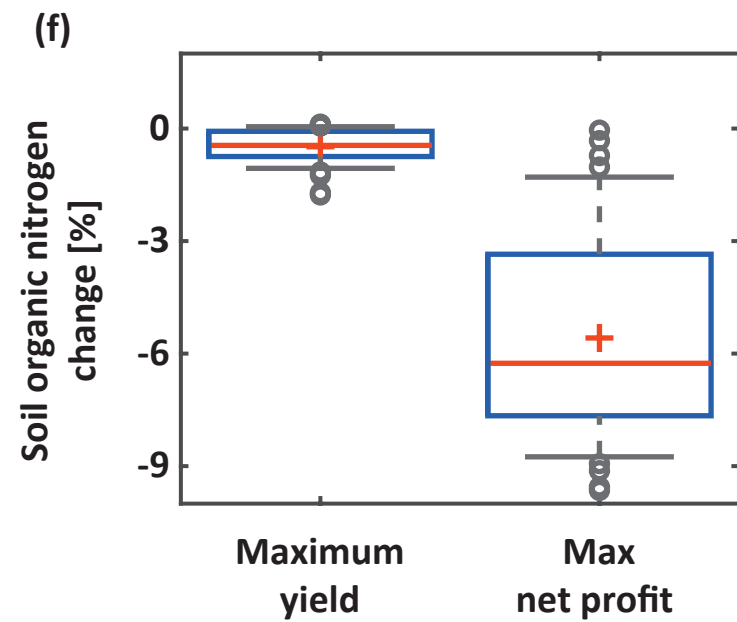 (f)
Soil organic nitrogen
change [%]
0
-3
-6
-9
Maximum
yield
Max
net profit